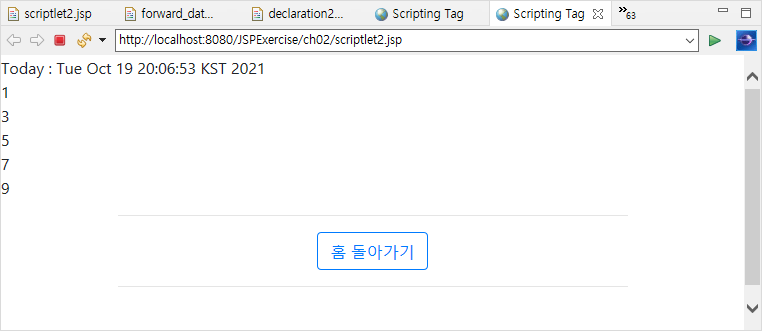 scriptlet2.jsp forward_dat... declaration2... Scripting Tag Scripting Tag »63
http://localhost:8080/JSPExercise/ch02/scriptlet2.jsp
Today : Tue Oct 19 20:06:53 KST 2021
1
3
5
7
9
홈 돌아가기